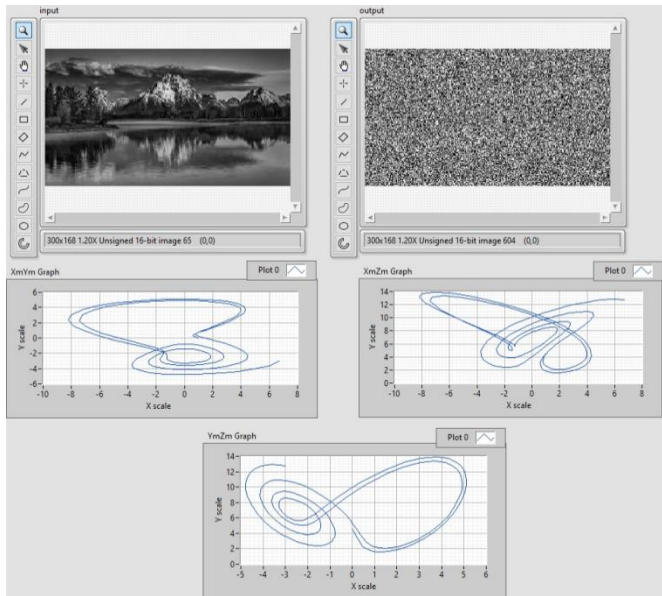 input
output
300x168 1.20X Unsigned 16-bit image 65 (0,0)
300x168 1.20X Unsigned 16-bit image 604 (0,0)
XmYm Graph
Plot 0
6
4
2
0
-2
-4
-6
Y scale
-10 -8 -6 -4 -2 0 2 4 6 8
X scale
XmZm Graph
Plot 0
14
12
10
8
6
4
2
0
Y scale
-10 -8 -6 -4 -2 0 2 4 6 8
X scale
YmZm Graph
Plot 0
14
12
10
8
6
4
2
0
Y scale
-5 -4 -3 -2 -1 0 1 2 3 4 5 6
X scale